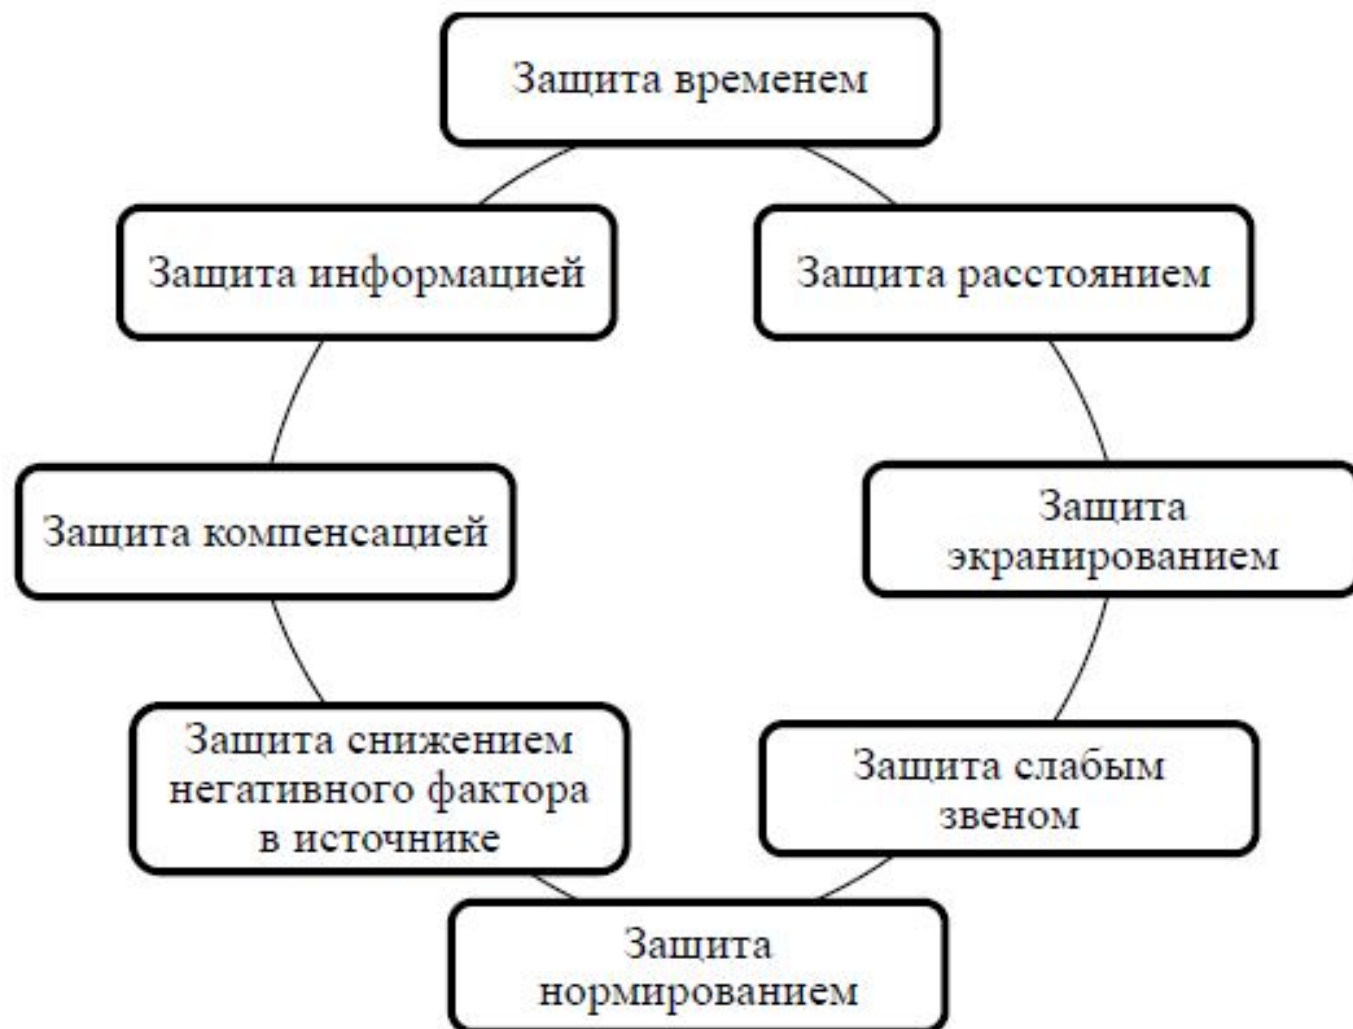 Защита временем
Защита информацией
Защита расстоянием
Защита компенсацией
Защита
экранированием
Защита снижением
негативного фактора
в источнике
Защита слабым
звеном
Защита
нормированием